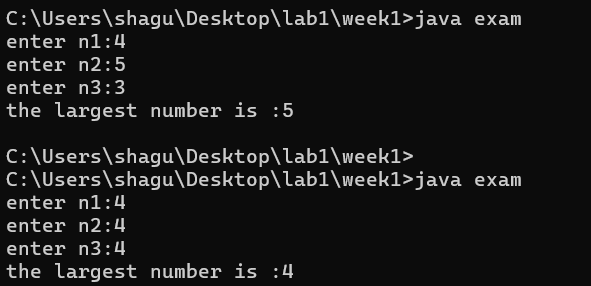 C:\Users\shagu\Desktop\lab1\week1>java exam
enter n1:4
enter n2:5
enter n3:3
the largest number is :5
C:\Users\shagu\Desktop\lab1\week1>
C:\Users\shagu\Desktop\lab1\week1>java exam
enter n1:4
enter n2:4
enter n3:4
the largest number is :4